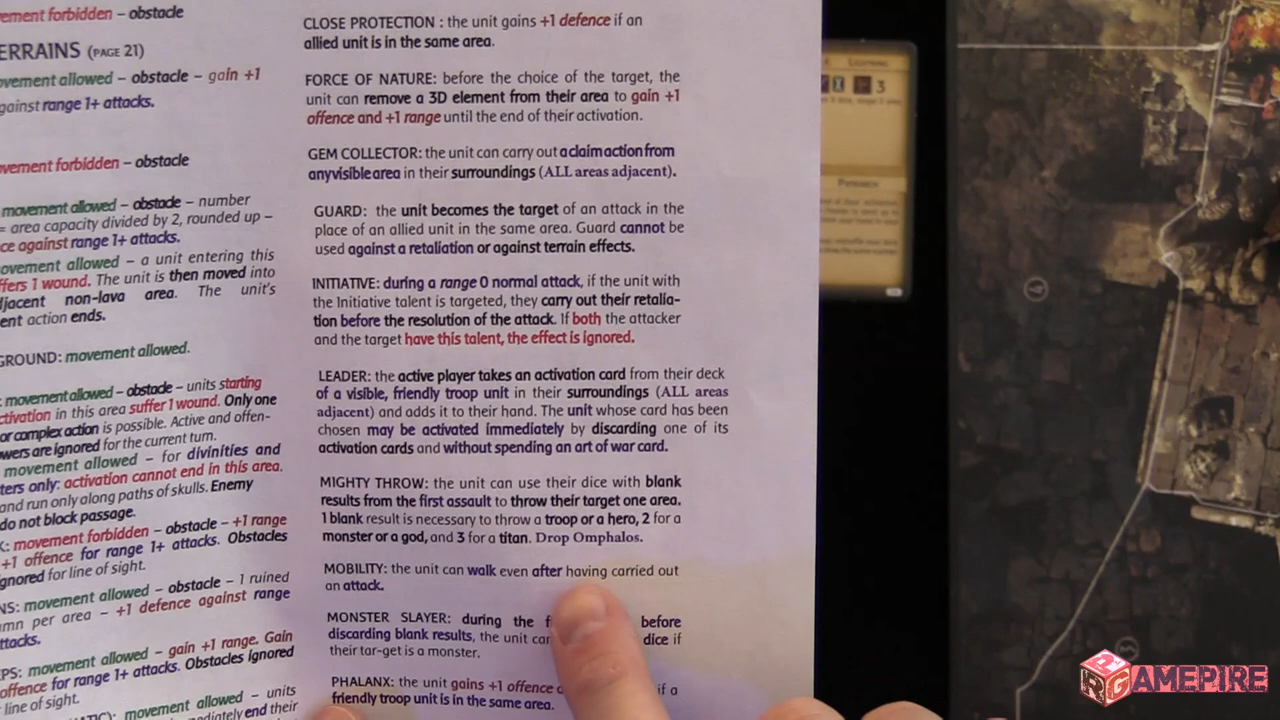 vement forbidden – obstacle
ERRAINS (PAGE 21)
ovement allowed – obstacle – gain +1
against range 1+ attacks.
vement forbidden – obstacle
movement allowed – obstacle – number
= area capacity divided by 2, rounded up –
ce against range 1+ attacks.
ovement allowed – a unit entering this
ffers 1 wound. The unit is then moved into
djacent non-lava area. The unit's
ent action ends.
GROUND: movement allowed.
: movement allowed – obstacle – units starting
ctivation in this area suffer 1 wound. Only one
or complex action is possible. Active and offen-
owers are ignored for the current turn.
movement allowed – for divinities and
ters only: activation cannot end in this area.
and run only along paths of skulls. Enemy
do not block passage.
K: movement forbidden – obstacle – +1 range
+1 offence for range 1+ attacks. Obstacles
gnored for line of sight.
NS: movement allowed – obstacle – 1 ruined
mn per area – +1 defence against range
ttacks.
EPS: movement allowed – gain +1 range. Gain
offence for range 1+ attacks. Obstacles ignored
line of sight.
movement allowed – units
mediately end their
CLOSE PROTECTION : the unit gains +1 defence if an
allied unit is in the same area.
FORCE OF NATURE: before the choice of the target, the
unit can remove a 3D element from their area to gain +1
offence and +1 range until the end of their activation.
GEM COLLECTOR: the unit can carry out a claim action from
any visible area in their surroundings (ALL areas adjacent).
GUARD: the unit becomes the target of an attack in the
place of an allied unit in the same area. Guard cannot be
used against a retaliation or against terrain effects.
INITIATIVE: during a range 0 normal attack, if the unit with
the Initiative talent is targeted, they carry out their retalia-
tion before the resolution of the attack. If both the attacker
and the target have this talent, the effect is ignored.
LEADER: the active player takes an activation card from their deck
of a visible, friendly troop unit in their surroundings (ALL areas
adjacent) and adds it to their hand. The unit whose card has been
chosen may be activated immediately by discarding one of its
activation cards and without spending an art of war card.
MIGHTY THROW: the unit can use their dice with blank
results from the first assault to throw their target one area.
1 blank result is necessary to throw a troop or a hero, 2 for a
monster or a god, and 3 for a titan. Drop Omphalos.
MOBILITY: the unit can walk even after having carried out
an attack.
MONSTER SLAYER: during the f before
discarding blank results, the unit can dice if
their tar-get is a monster.
PHALANX: the unit gains +1 offence if a
friendly troop unit is in the same area.
LIGHTNING
3
GAMEPIRE